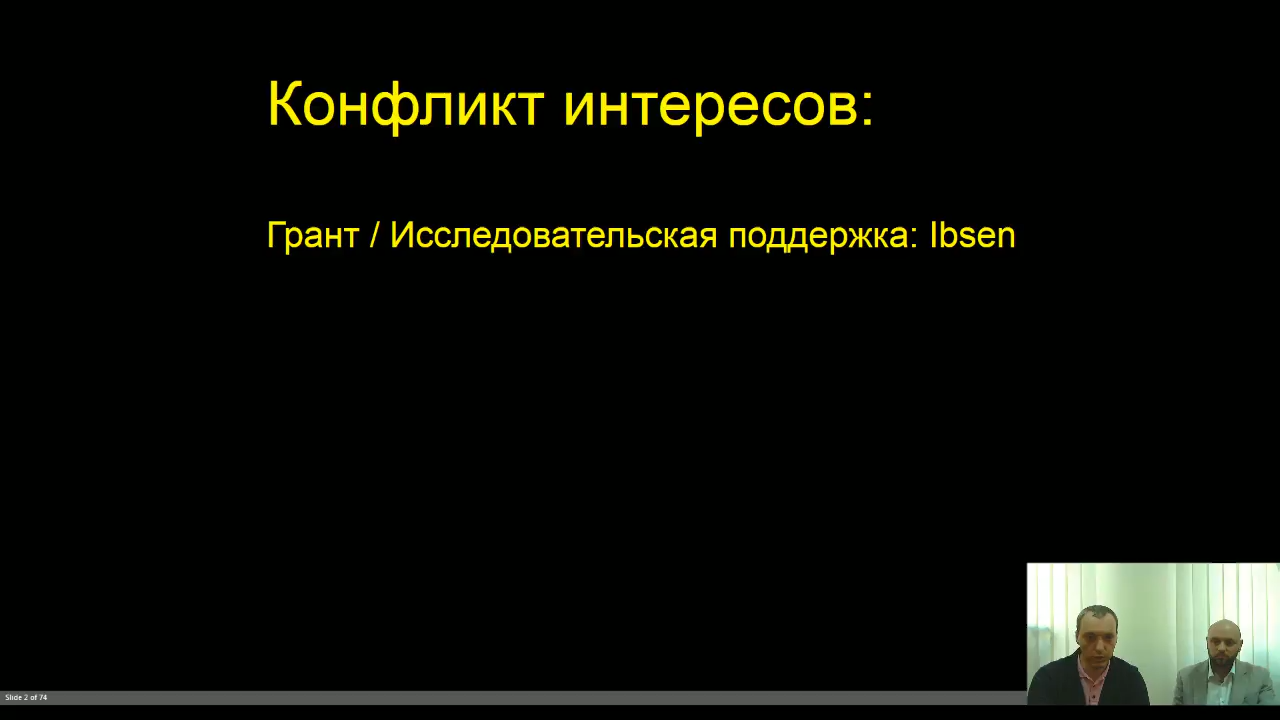 Конфликт интересов:
Грант / Исследовательская поддержка: Ibsen
Slide 2 of 74